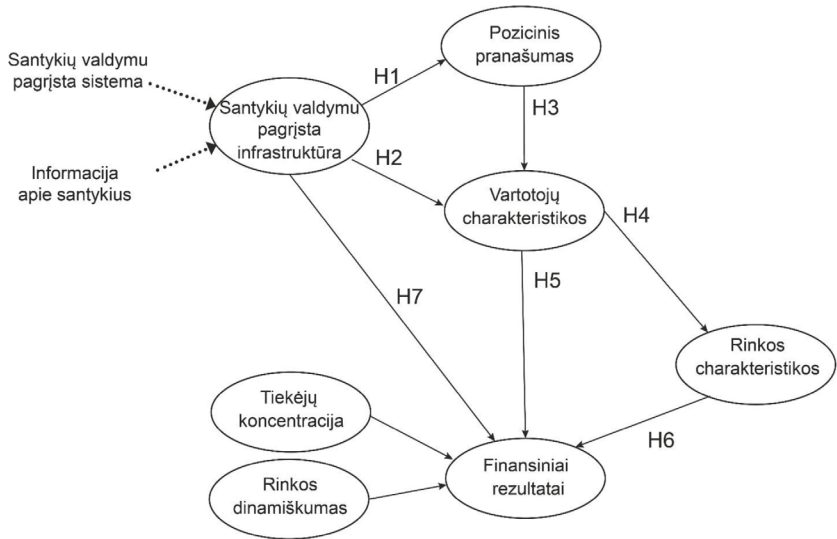 Pozicinis
pranašumas
Santykių valdymu
pagrįsta sistema
H1
Santykių valdymu
pagrįsta
infrastruktūra
H3
H2
Informacija
apie santykius
Vartotojų
charakteristikos
H4
H7
H5
Rinkos
charakteristikos
Tiekėjų
koncentracija
H6
Finansiniai
rezultatai
Rinkos
dinamiškumas